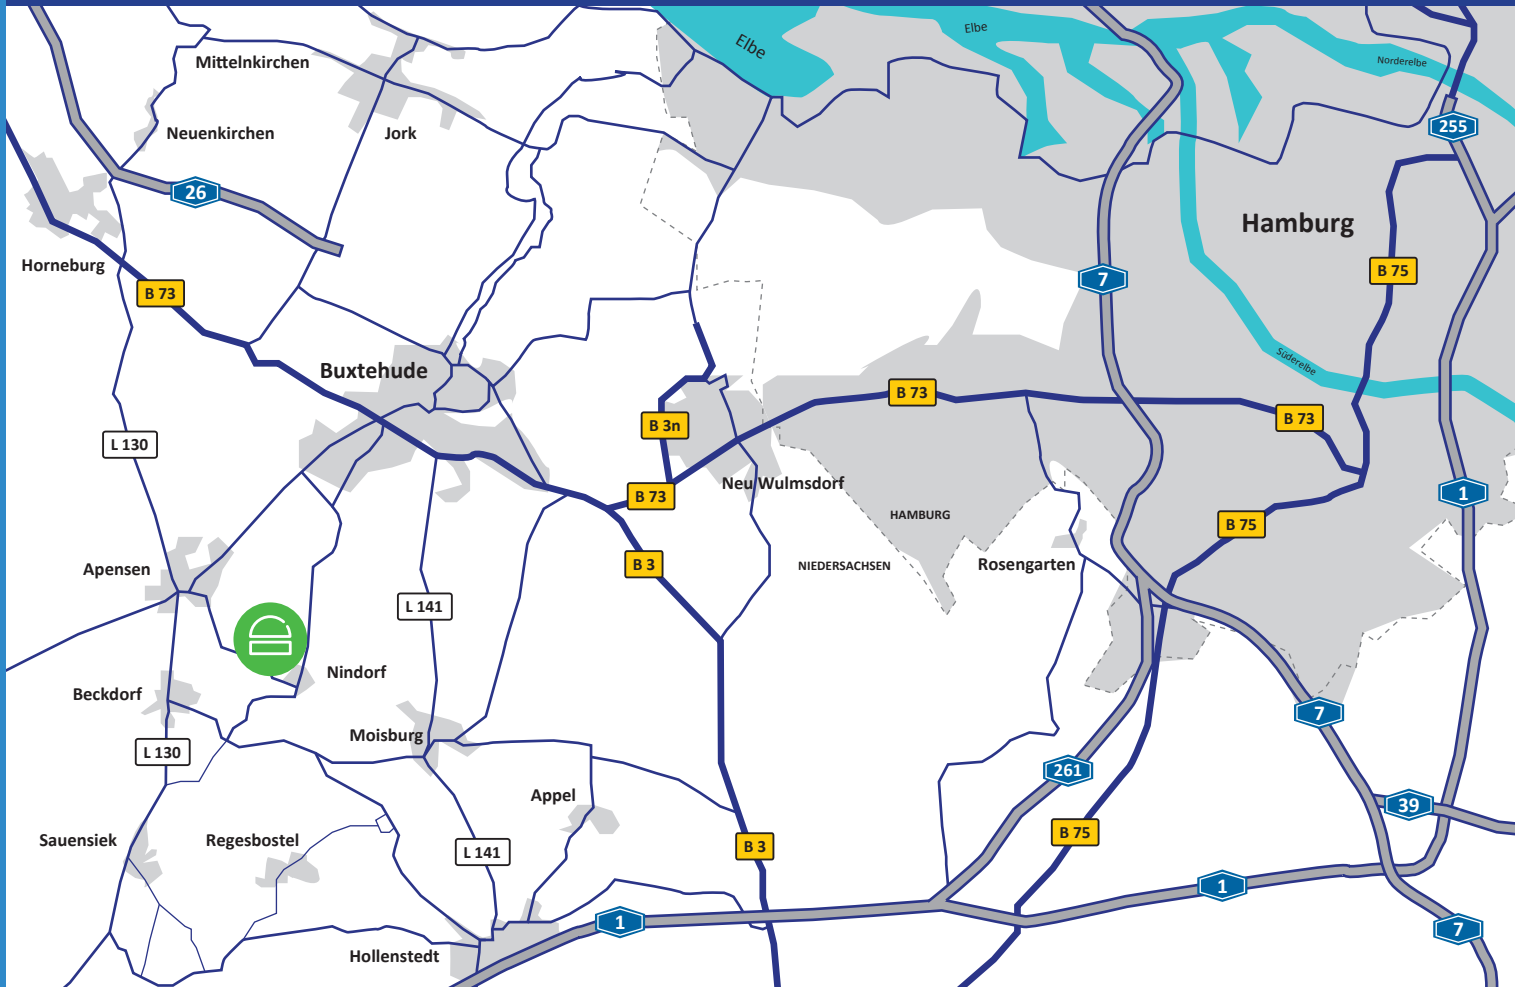 Elbe
Elbe
Norderelbe
Mittelnkirchen
Neuenkirchen
Jork
255
26
Hamburg
Horneburg
B 73
7
B 75
Süderelbe
Buxtehude
B 73
B 73
B 3n
L 130
Neu Wulmsdorf
B 73
1
HAMBURG
B 75
Apensen
B 3
NIEDERSACHSEN
Rosengarten
L 141
Nindorf
Beckdorf
7
Moisburg
L 130
261
Appel
39
Sauensiek
Regesbostel
L 141
B 3
B 75
1
1
7
Hollenstedt